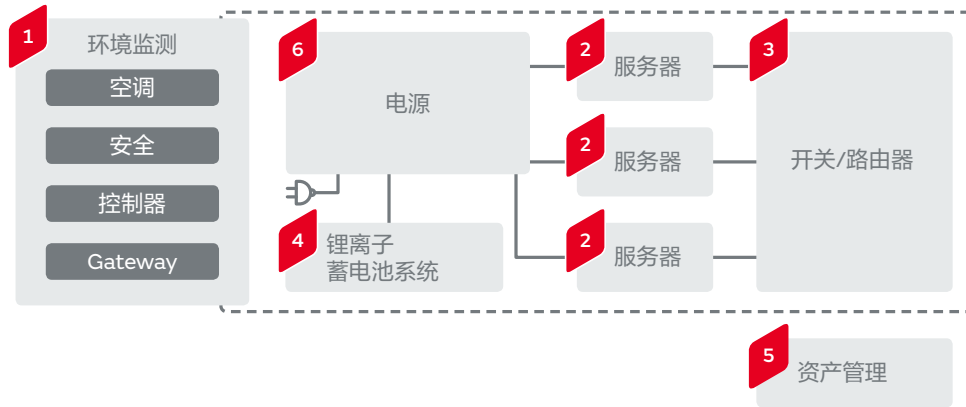 1
环境监测
空调
安全
控制器
Gateway
6
电源
2
服务器
2
服务器
2
服务器
3
开关/路由器
4
锂离子
蓄电池系统
5
资产管理